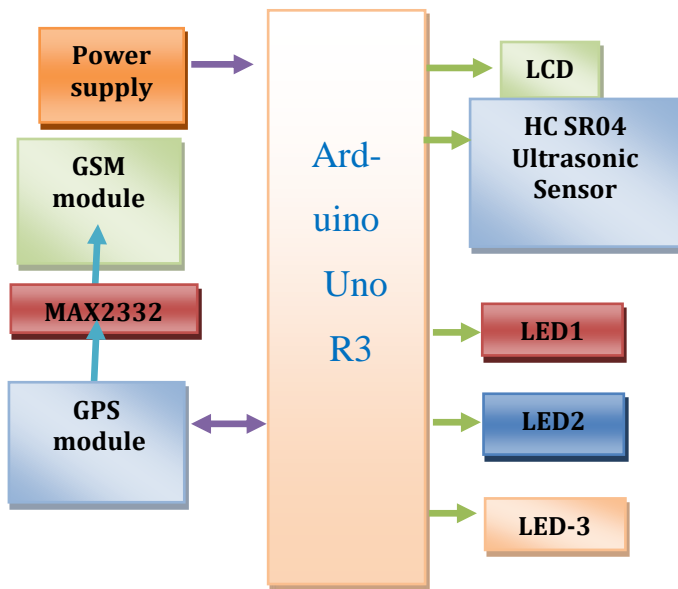 Power
supply
GSM
module
MAX2332
GPS
module
Ard-
uino
Uno
R3
LCD
HC SR04
Ultrasonic
Sensor
LED1
LED2
LED-3